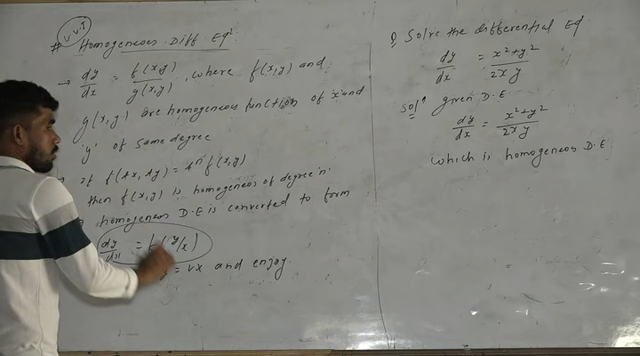 # V.V.I
Homogeneous Diff Eqⁿ
→ dy/dx = f(x,y)/g(x,y), where f(x,y) and
g(x,y) are homogeneous function of 'x' and
'y' of same degree
If f(λx, λy) = λⁿ f(x,y)
then f(x,y) is homogeneous of degree 'n'.
homogeneous D.E is converted to form
dy/dx = f(y/x)
= vx and enjoy
Q. Solve the differential Eqⁿ
dy/dx = x²+y²/2xy
Solⁿ given D.E.
dy/dx = x²+y²/2xy
which is homogeneous D.E